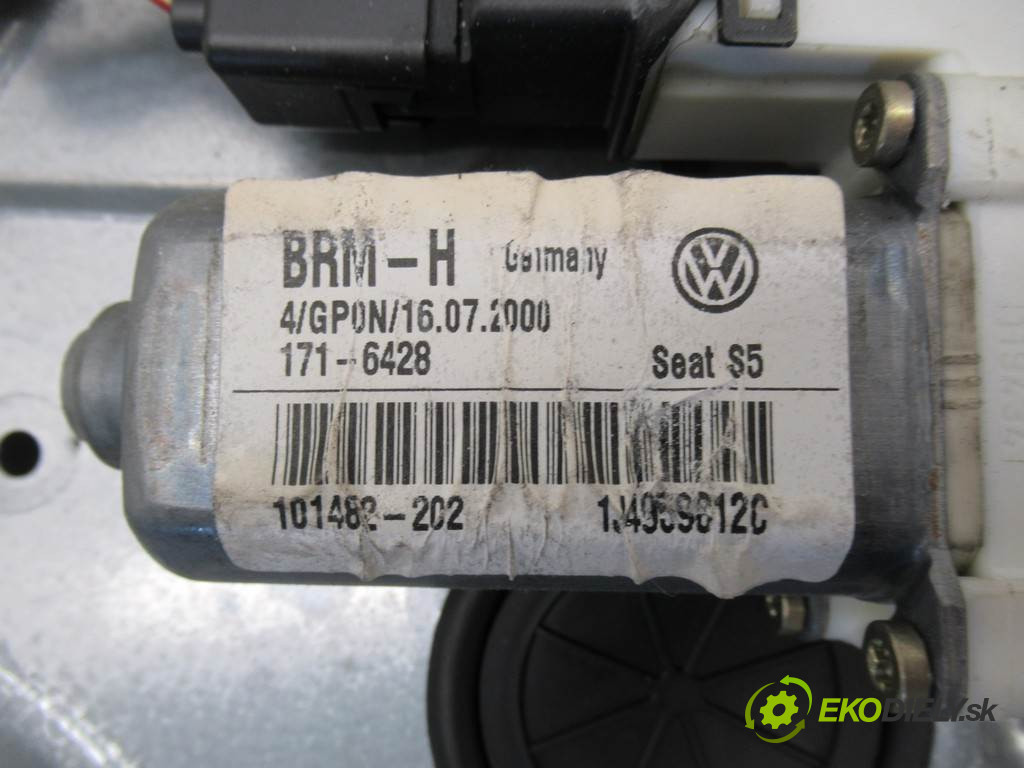 BRM-H Germany
4/GP0N/16.07.2000
171-6428 Seat S5
101482-202 1J4959812C
EKODIELY.sk